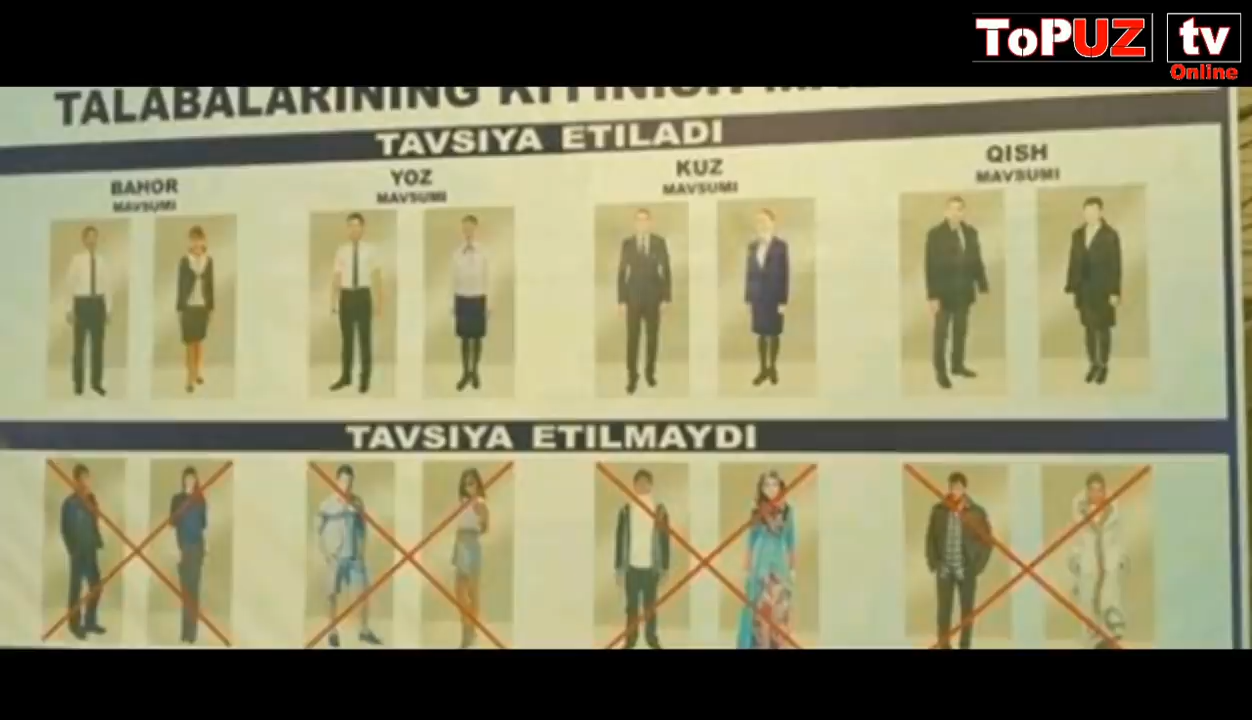 TOPUZ tv
Online
TALABALARINING
TAVSIYA ETILADI
BAHOR
MAVSUMI
YOZ
MAVSUMI
KUZ
MAVSUMI
QISH
MAVSUMI
TAVSIYA ETILMAYDI